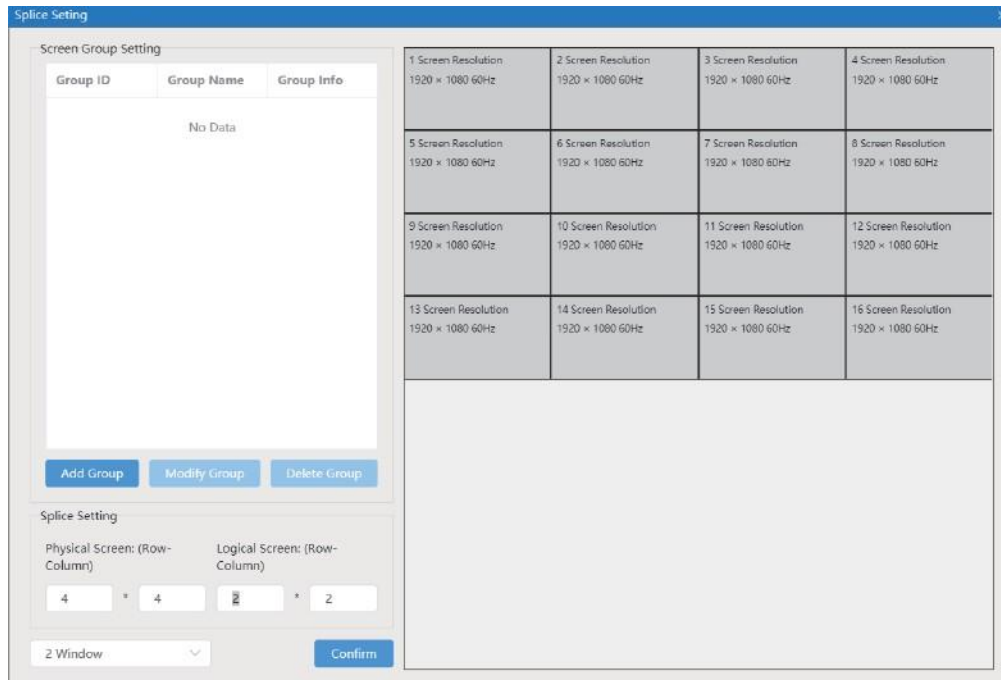 Splice Seting
Screen Group Setting
Group ID Group Name Group Info
No Data
Add Group Modify Group Delete Group
Splice Setting
Physical Screen: (Row-
Column)
Logical Screen: (Row-
Column)
4 * 4 2 * 2
2 Window
Confirm
1 Screen Resolution
1920 × 1080 60Hz
2 Screen Resolution
1920 × 1080 60Hz
3 Screen Resolution
1920 × 1080 60Hz
4 Screen Resolution
1920 × 1080 60Hz
5 Screen Resolution
1920 × 1080 60Hz
6 Screen Resolution
1920 × 1080 60Hz
7 Screen Resolution
1920 × 1080 60Hz
8 Screen Resolution
1920 × 1080 60Hz
9 Screen Resolution
1920 × 1080 60Hz
10 Screen Resolution
1920 × 1080 60Hz
11 Screen Resolution
1920 × 1080 60Hz
12 Screen Resolution
1920 × 1080 60Hz
13 Screen Resolution
1920 × 1080 60Hz
14 Screen Resolution
1920 × 1080 60Hz
15 Screen Resolution
1920 × 1080 60Hz
16 Screen Resolution
1920 × 1080 60Hz